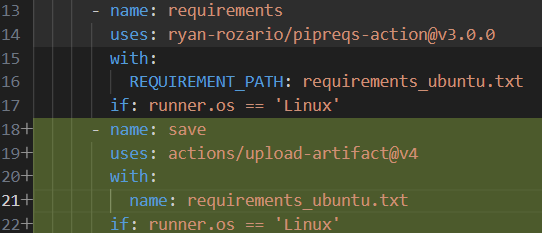 13 - name: requirements
14 uses: ryan-rozario/pipreqs-action@v3.0.0
15 with:
16 REQUIREMENT_PATH: requirements_ubuntu.txt
17 if: runner.os == 'Linux'
18+ - name: save
19+ uses: actions/upload-artifact@v4
20+ with:
21+ name: requirements_ubuntu.txt
22+ if: runner.os == 'Linux'